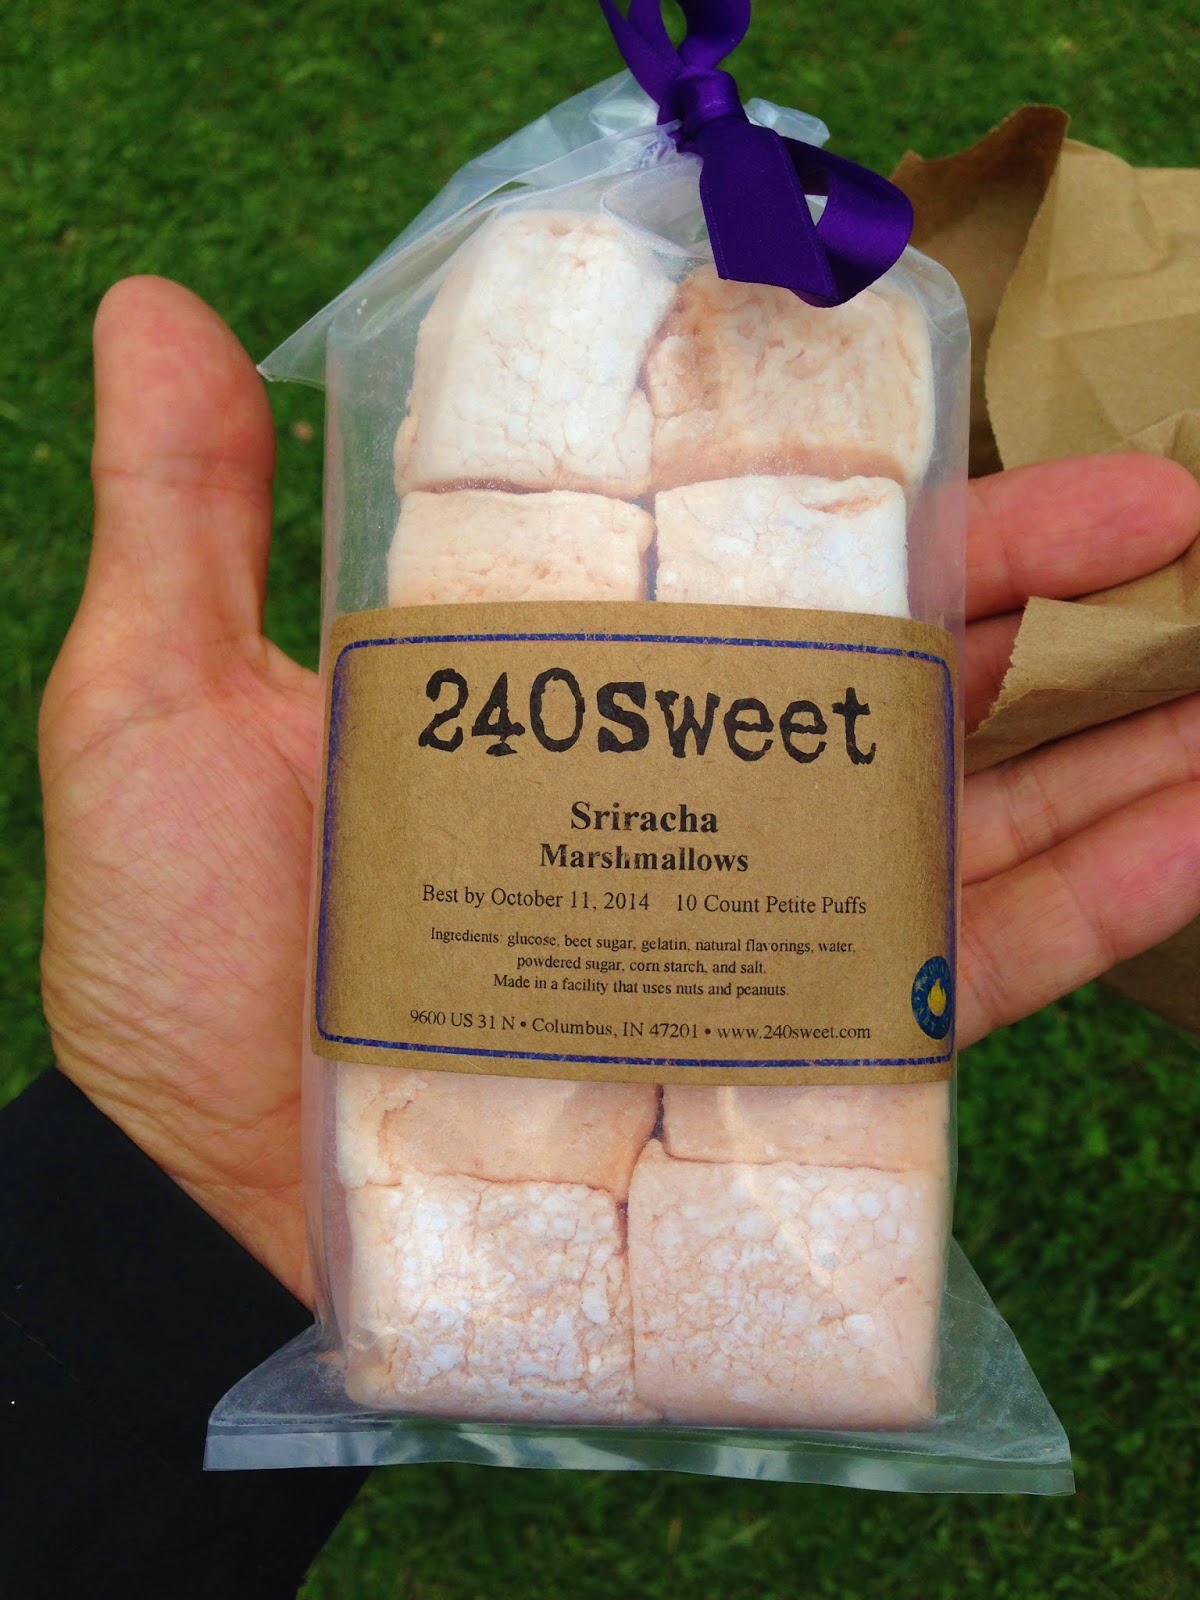 240sweet
Sriracha
Marshmallows
Best by October 11, 2014 10 Count Petite Puffs
Ingredients: glucose, beet sugar, gelatin, natural flavorings, water,
powdered sugar, corn starch, and salt.
Made in a facility that uses nuts and peanuts.
9600 US 31 N • Columbus, IN 47201 • www.240sweet.com